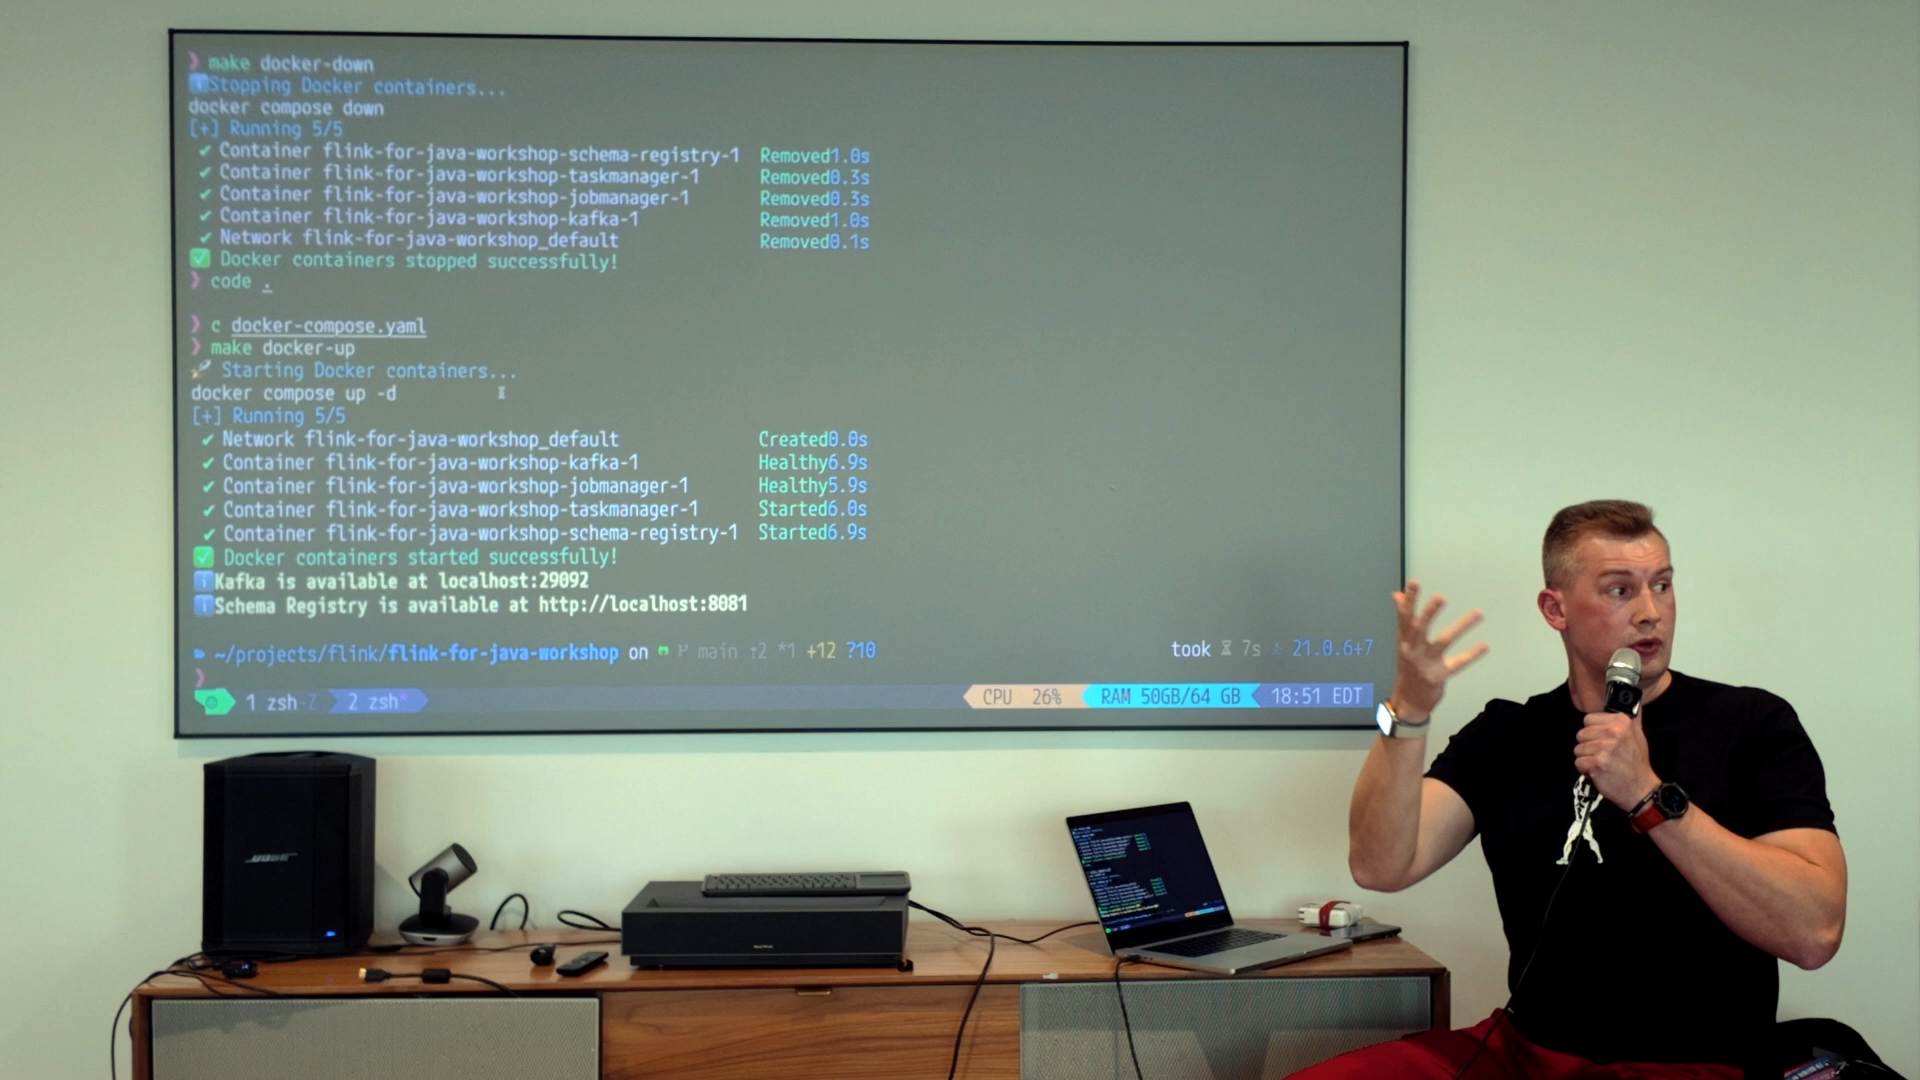 ❯ make docker-down
ℹ️Stopping Docker containers...
docker compose down
[+] Running 5/5
✔ Container flink-for-java-workshop-schema-registry-1 Removed1.0s
✔ Container flink-for-java-workshop-taskmanager-1 Removed0.3s
✔ Container flink-for-java-workshop-jobmanager-1 Removed0.3s
✔ Container flink-for-java-workshop-kafka-1 Removed1.0s
✔ Network flink-for-java-workshop_default Removed0.1s
✅ Docker containers stopped successfully!
❯ code .
❯ c docker-compose.yaml
❯ make docker-up
🚀 Starting Docker containers...
docker compose up -d
[+] Running 5/5
✔ Network flink-for-java-workshop_default Created0.0s
✔ Container flink-for-java-workshop-kafka-1 Healthy6.9s
✔ Container flink-for-java-workshop-jobmanager-1 Healthy5.9s
✔ Container flink-for-java-workshop-taskmanager-1 Started6.0s
✔ Container flink-for-java-workshop-schema-registry-1 Started6.9s
✅ Docker containers started successfully!
ℹ️Kafka is available at localhost:29092
ℹ️Schema Registry is available at http://localhost:8081
~/projects/flink/flink-for-java-workshop on main ⇡2 *1 +12 ?10 took 7s 21.0.6+7
❯
1 zsh-Z 2 zsh* CPU 26% RAM 50GB/64 GB 18:51 EDT
BOSE